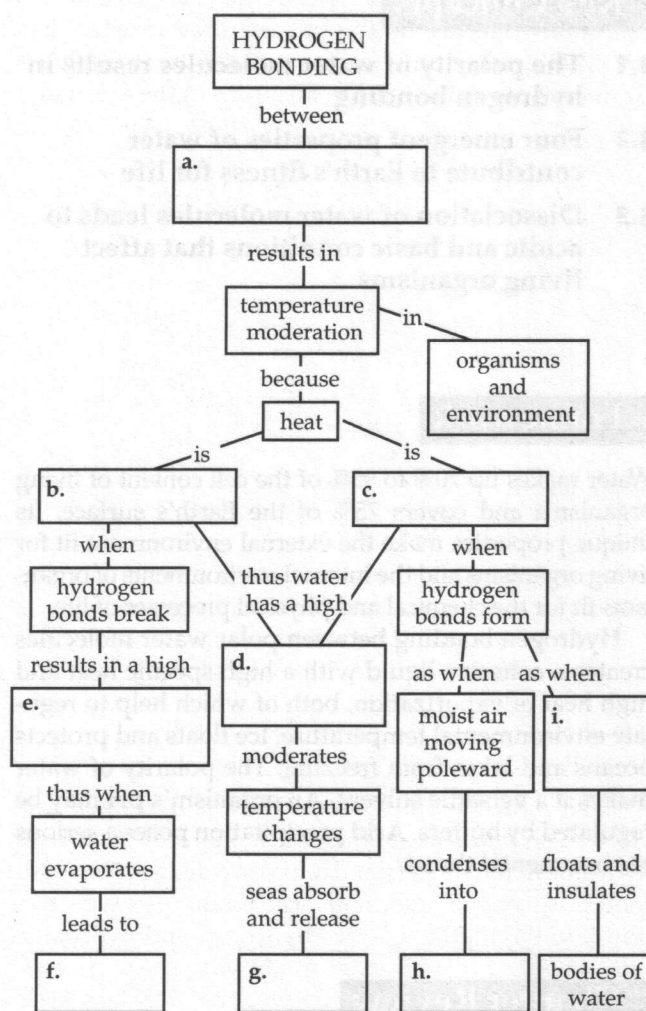 HYDROGEN
BONDING
between
a.
results in
temperature
moderation
in
organisms
and
environment
because
heat
is
is
b.
c.
when
thus water
has a high
when
hydrogen
bonds break
hydrogen
bonds form
results in a high
d.
as when
as when
e.
moist air
moving
poleward
i.
moderates
thus when
temperature
changes
water
evaporates
condenses
into
floats and
insulates
seas absorb
and release
leads to
f.
g.
h.
bodies of
water